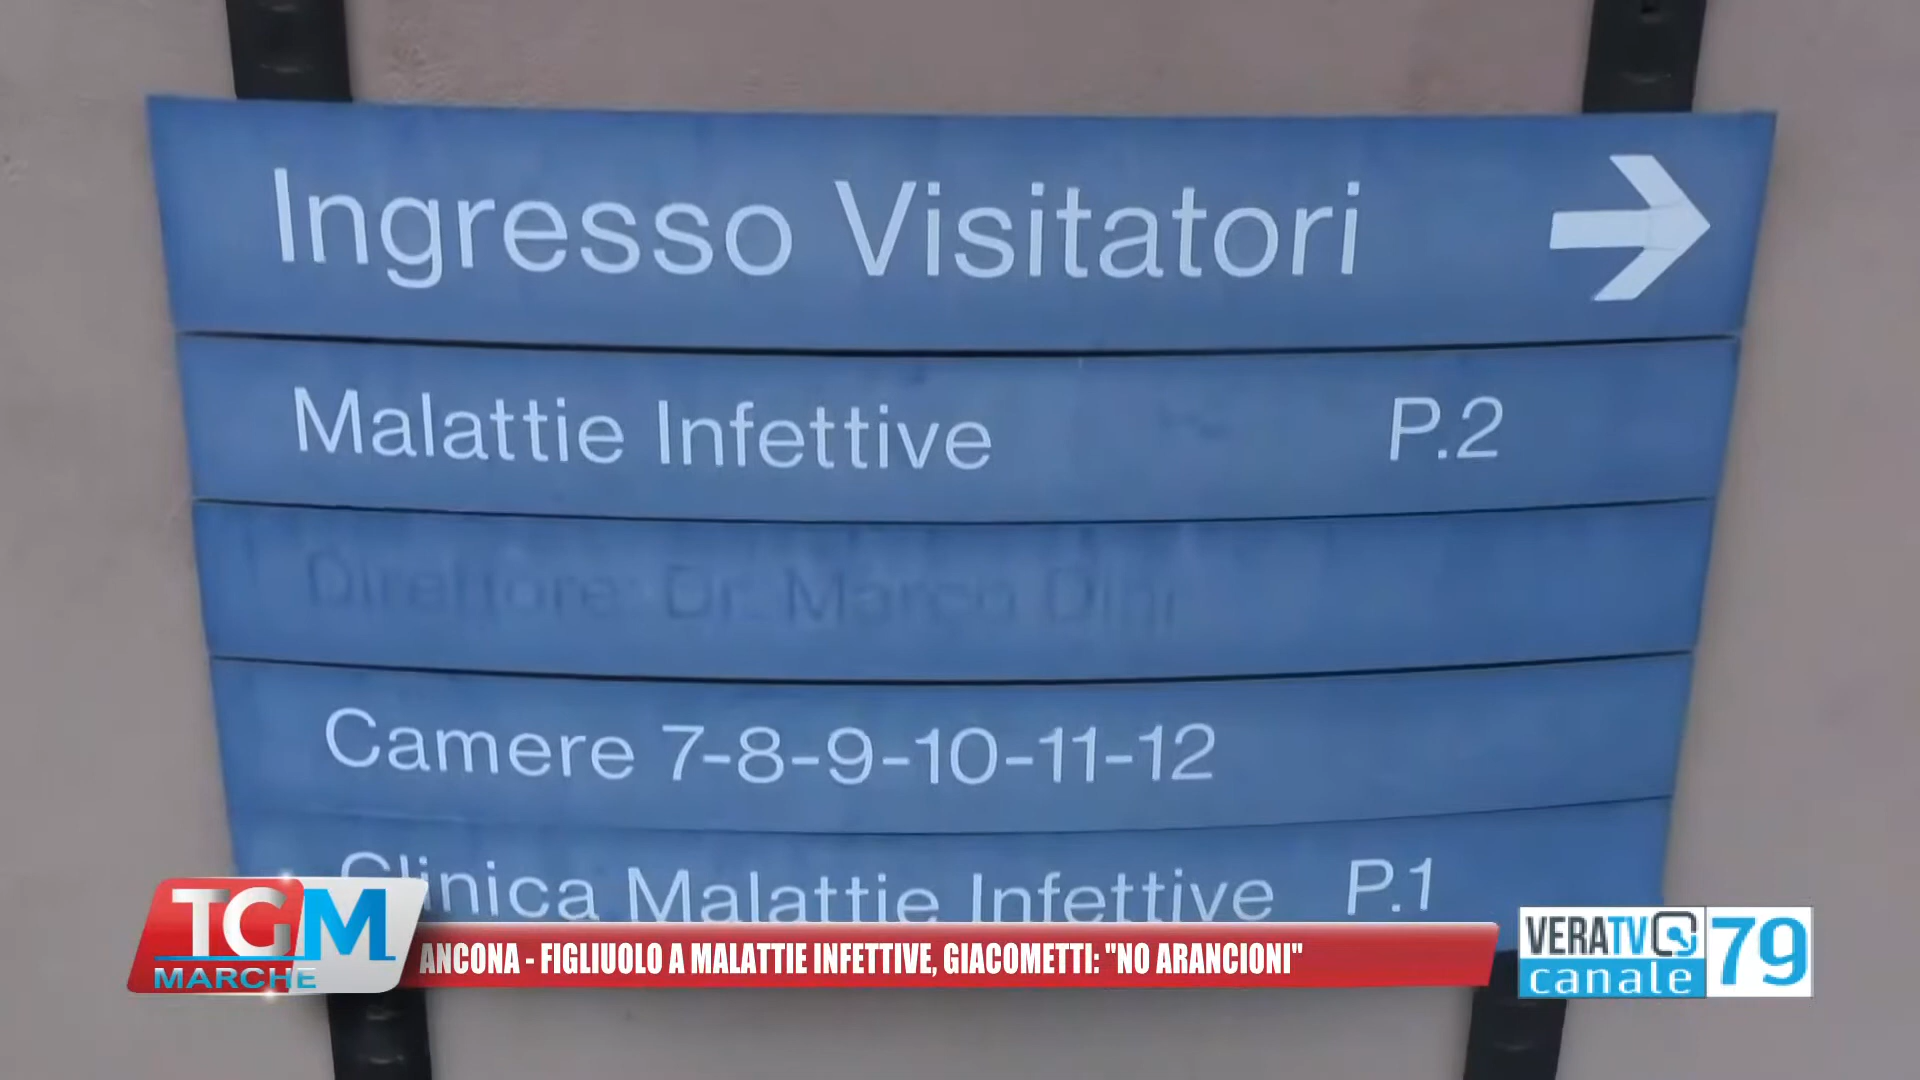 Ingresso Visitatori
Malattie Infettive P.2
Direttore: Dr. Marco Dini
Camere 7-8-9-10-11-12
Clinica Malattie Infettive P.1
TGM
MARCHE
ANCONA - FIGLIUOLO A MALATTIE INFETTIVE, GIACOMETTI: "NO ARANCIONI"
VERATV
canale 79